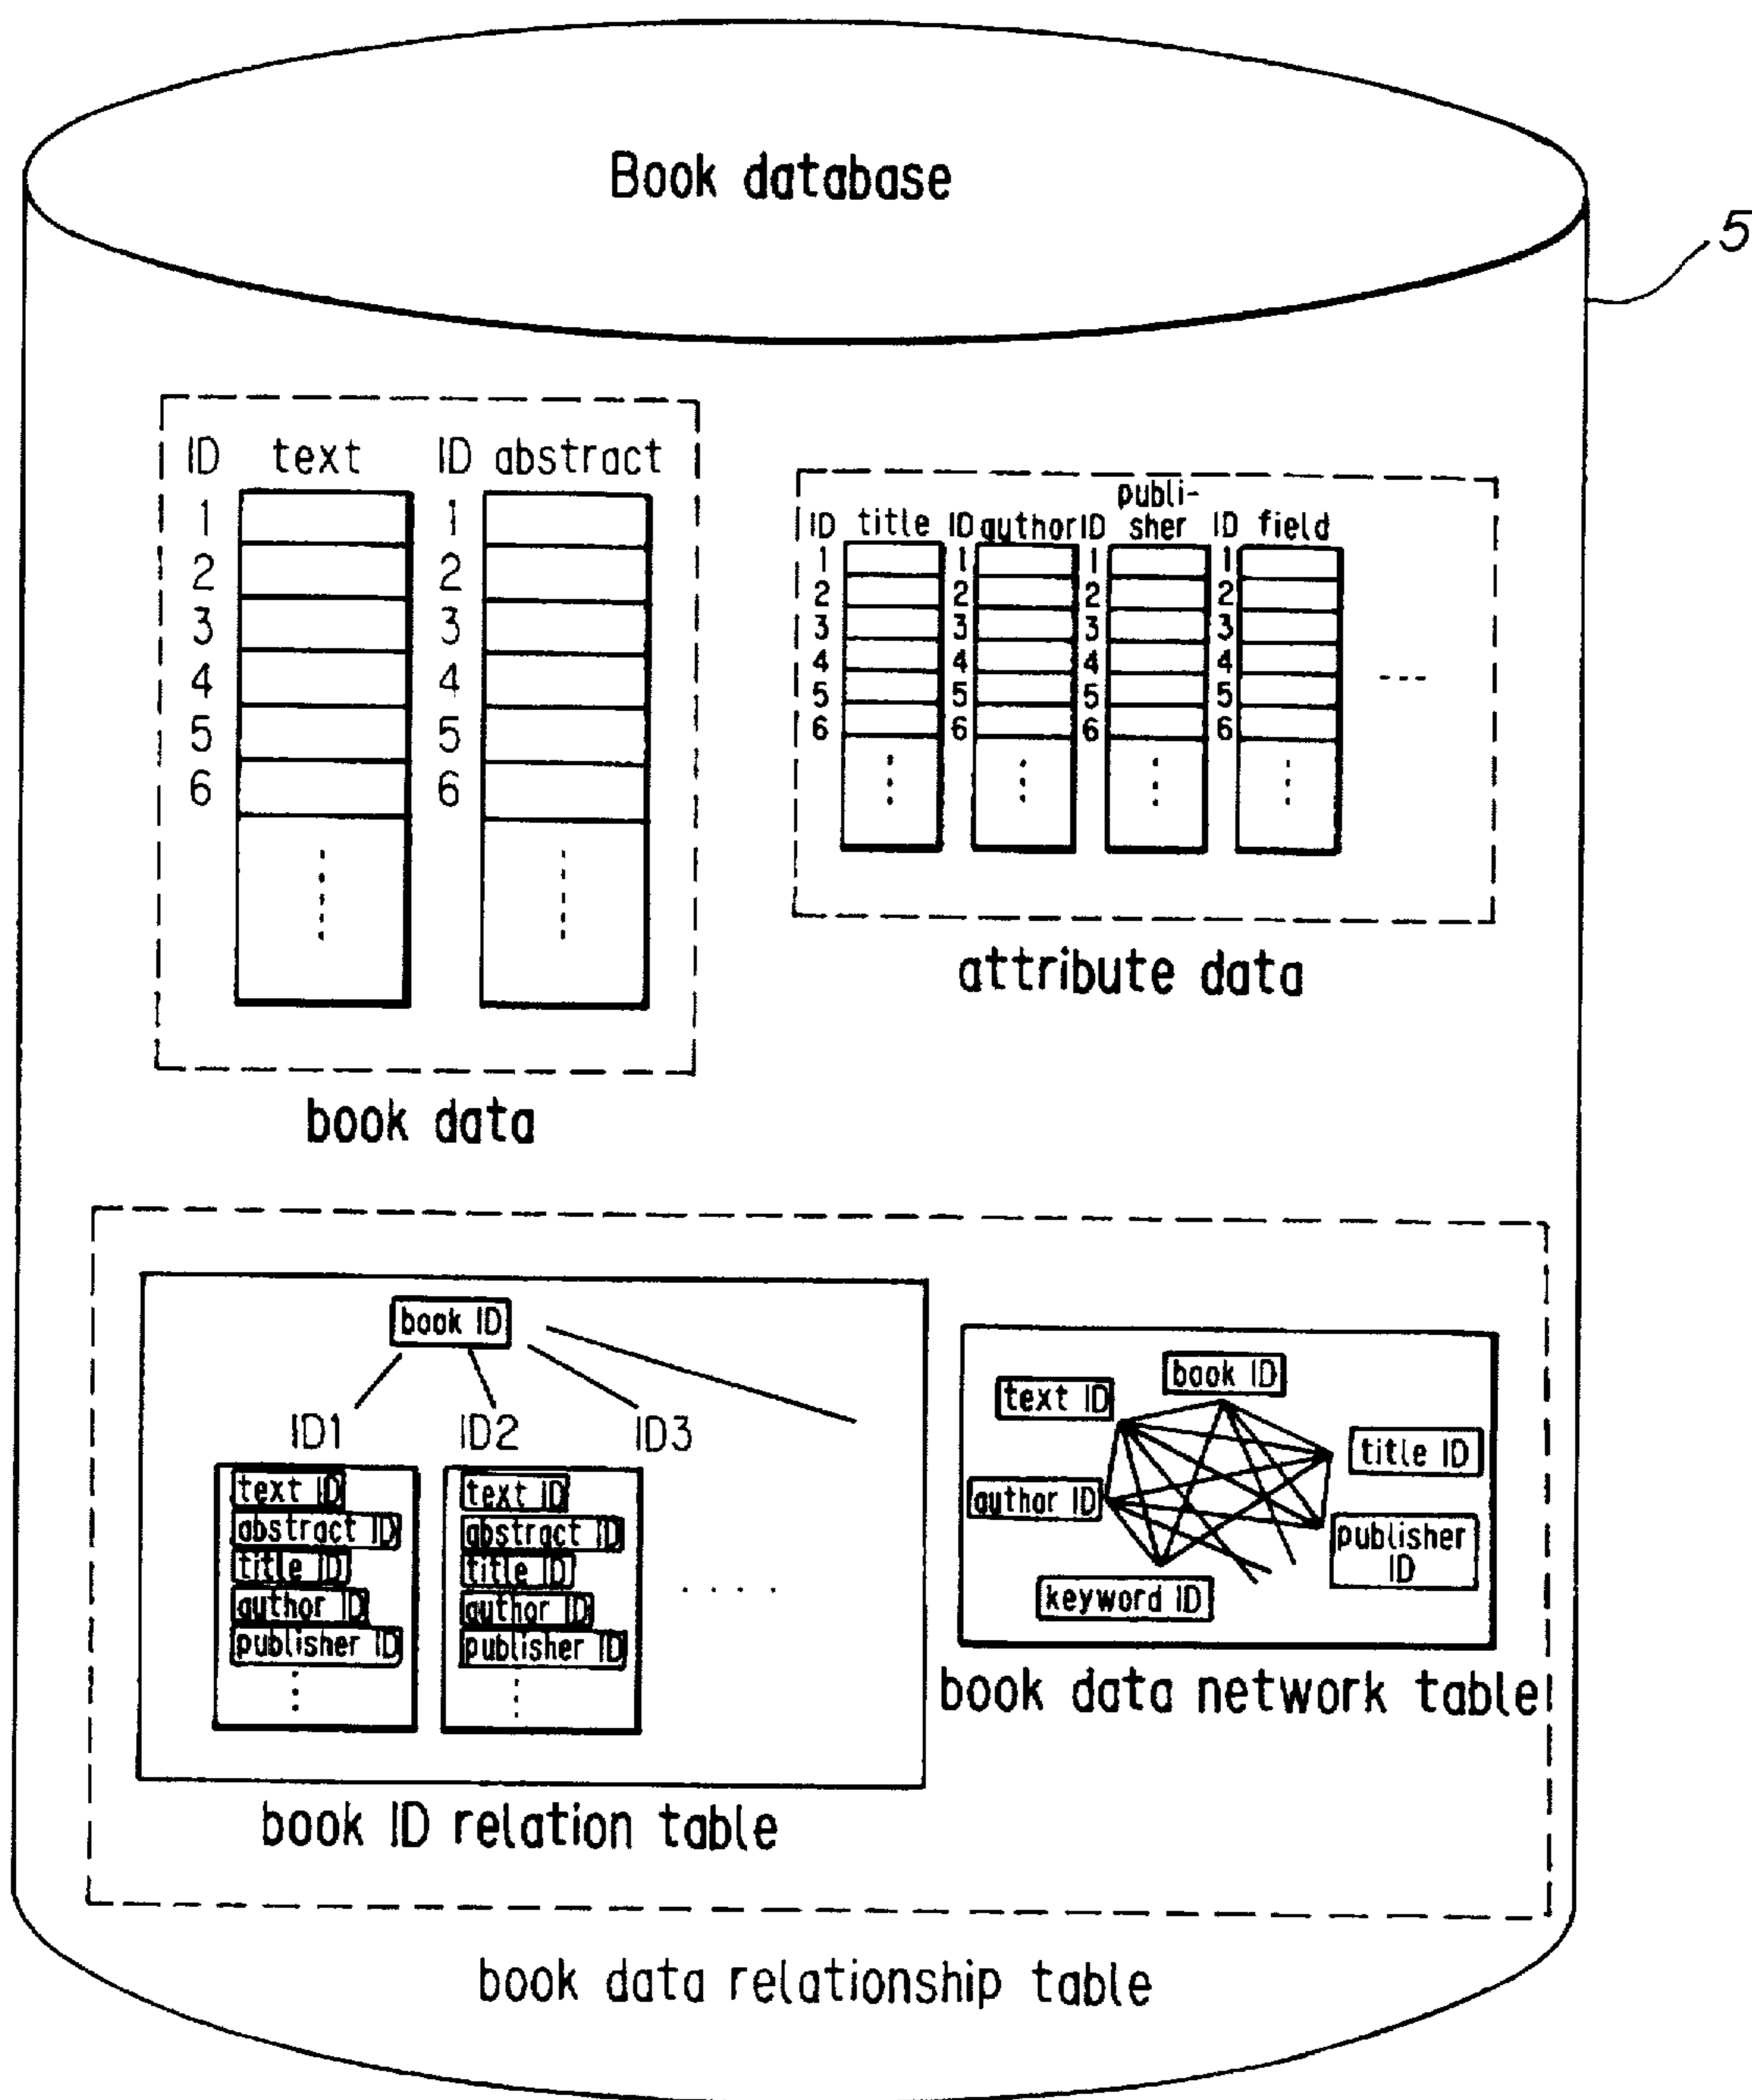 Book database
5
ID text ID abstract
1 1
2 2
3 3
4 4
5 5
6 6
book data
publi-
ID title ID author ID sher ID field
1 1 1 1
2 2 2 2
3 3 3 3
4 4 4 4
5 5 5 5
6 6 6 6
attribute data
book ID
ID1 ID2 ID3
text ID
abstract ID
title ID
author ID
publisher ID
text ID
abstract ID
title ID
author ID
publisher ID
book ID relation table
book ID
text ID
title ID
author ID
publisher
ID
keyword ID
book data network table
book data relationship table